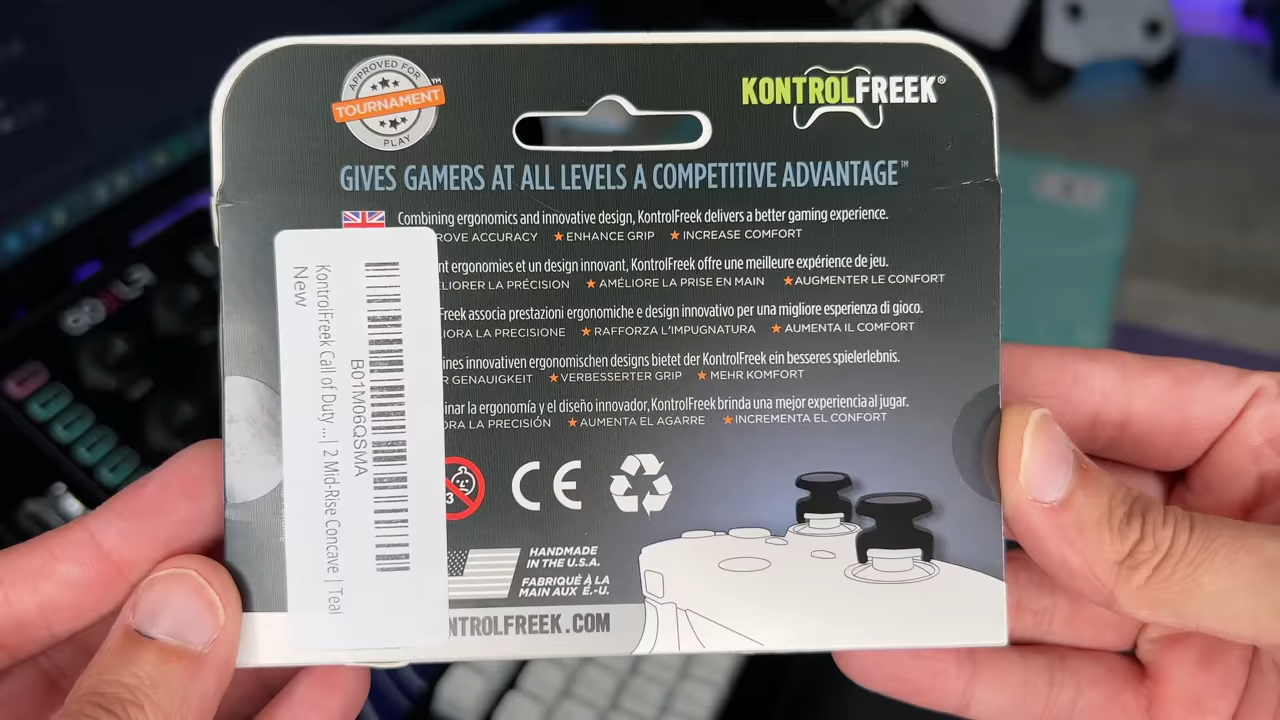 APPROVED FOR
TOURNAMENT™
PLAY
KONTROLFREEK®
GIVES GAMERS AT ALL LEVELS A COMPETITIVE ADVANTAGE™
Combining ergonomics and innovative design, KontrolFreek delivers a better gaming experience.
ROVE ACCURACY ★ENHANCE GRIP ★INCREASE COMFORT
nt ergonomies et un design innovant, KontrolFreek offre une meilleure expérience de jeu.
LIORER LA PRÉCISION ★AMÉLIORE LA PRISE EN MAIN ★AUGMENTER LE CONFORT
Freek associa prestazioni ergonomiche e design innovativo per una migliore esperienza di gioco.
IORA LA PRECISIONE ★RAFFORZA L'IMPUGNATURA ★AUMENTA IL COMFORT
ines innovativen ergonomischen designs bietet der KontrolFreek ein besseres spielerlebnis.
R GENAUIGKEIT ★VERBESSERTER GRIP ★MEHR KOMFORT
inar la ergonomía y el diseño innovador, KontrolFreek brinda una mejor experiencia al jugar.
ORA LA PRECISIÓN ★AUMENTA EL AGARRE ★INCREMENTA EL CONFORT
B01M06QSMA
KontrolFreek Call of Duty ... | 2 Mid-Rise Concave | Teal
New
3
CE
HANDMADE
IN THE U.S.A.
FABRIQUÉ À LA
MAIN AUX É.-U.
NTROLFREEK.COM